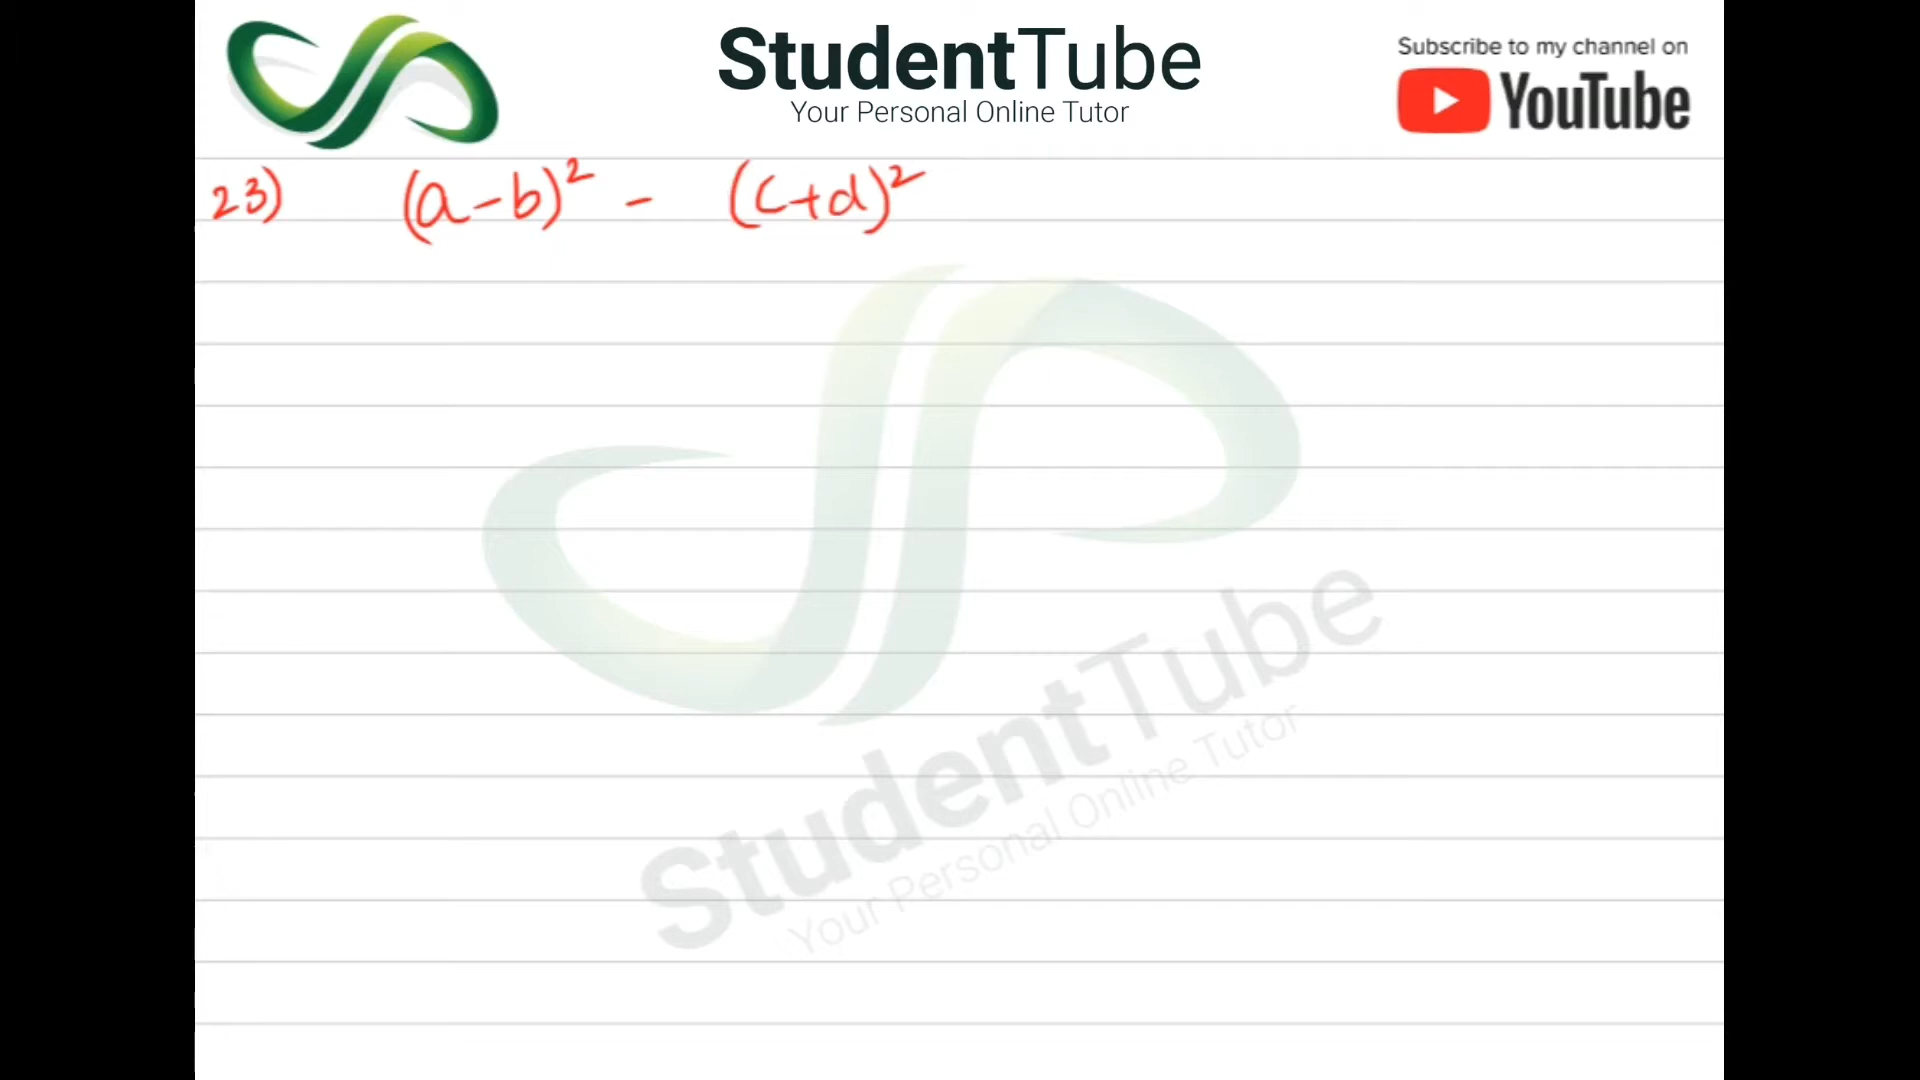 StudentTube
Your Personal Online Tutor
Subscribe to my channel on
YouTube
23) (a-b)² - (c+d)²
StudentTube
Your Personal Online Tutor